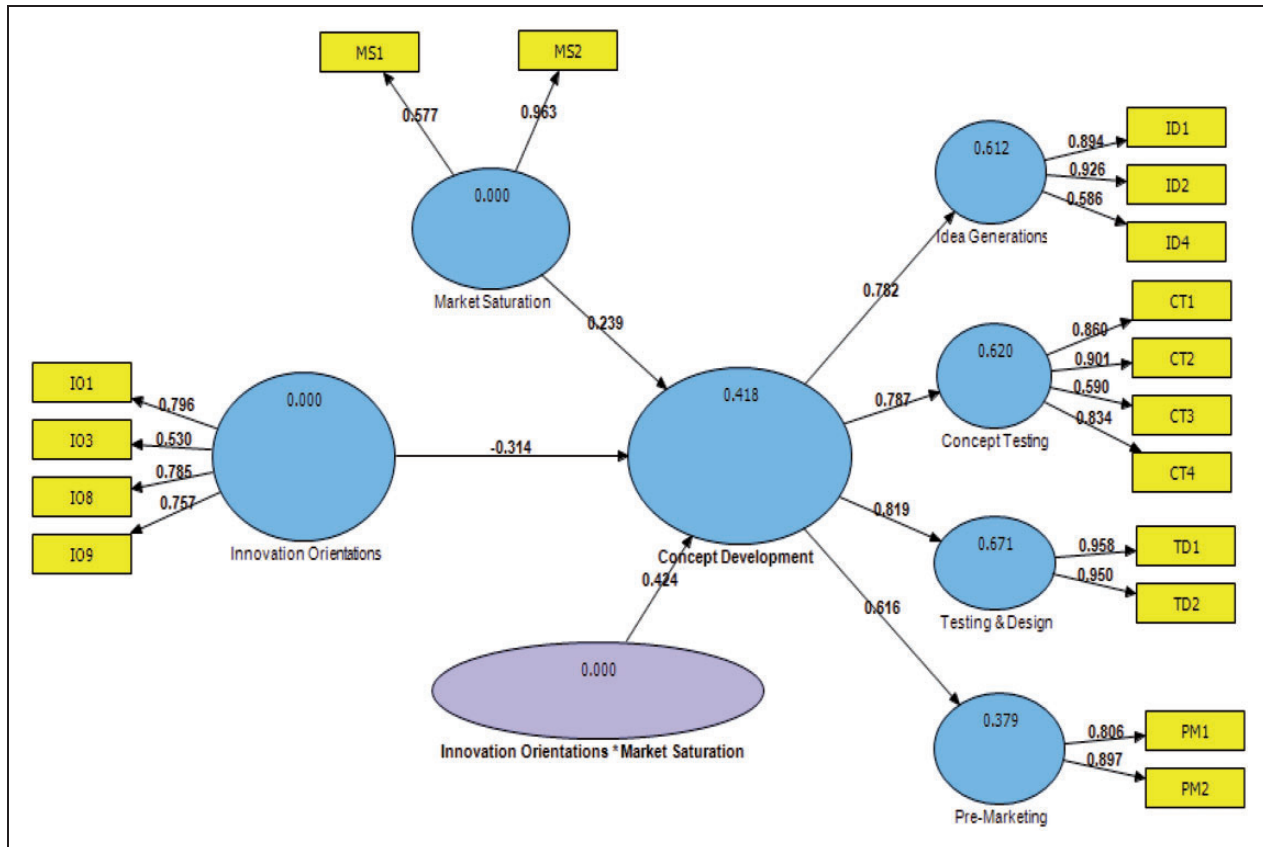 MS1
MS2
0.577
0.963
0.000
Market Saturation
0.239
IO1
IO3
IO8
IO9
0.796
0.530
0.785
0.757
0.000
Innovation Orientations
-0.314
0.418
Concept Development
0.424
0.000
Innovation Orientations * Market Saturation
0.782
0.787
0.819
0.616
0.612
Idea Generations
0.894
0.926
0.586
ID1
ID2
ID4
0.620
Concept Testing
0.860
0.901
0.590
0.834
CT1
CT2
CT3
CT4
0.671
Testing & Design
0.958
0.950
TD1
TD2
0.379
Pre-Marketing
0.806
0.897
PM1
PM2